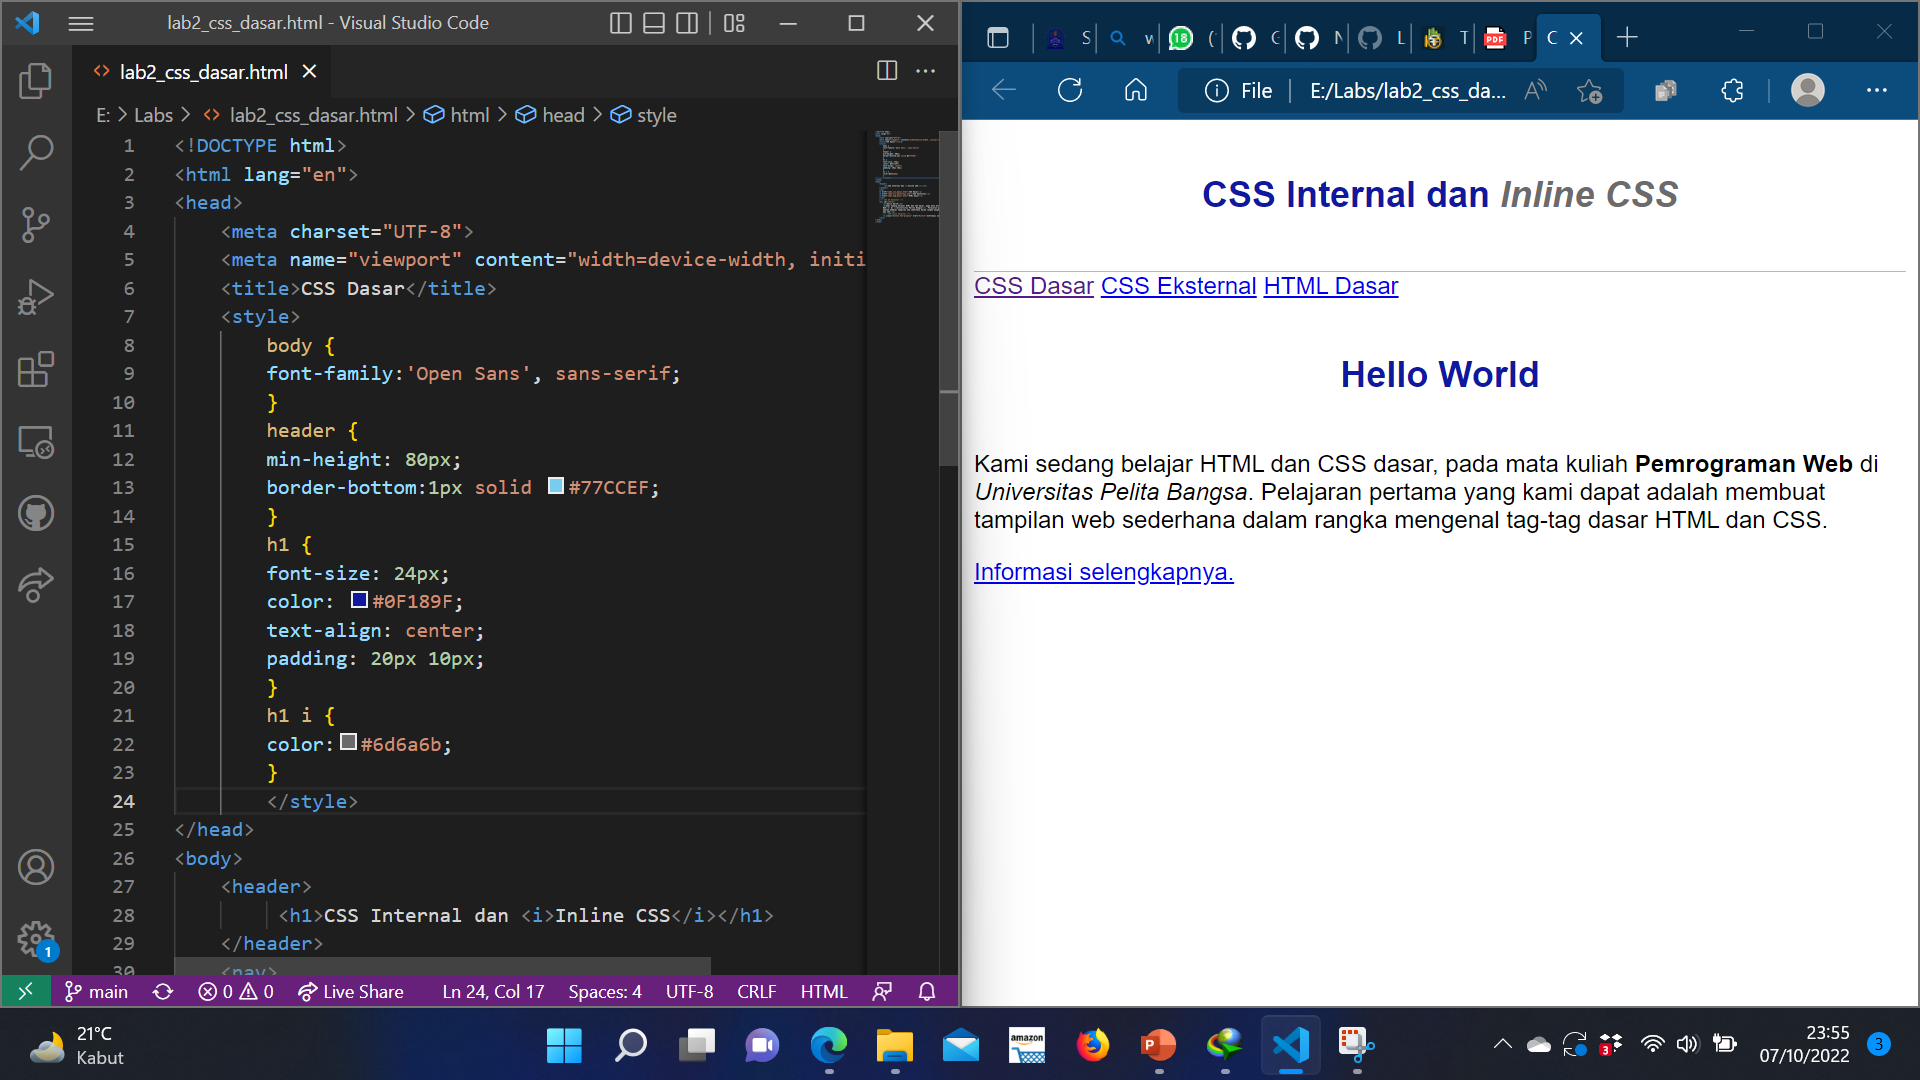 lab2_css_dasar.html - Visual Studio Code
lab2_css_dasar.html
E: > Labs > lab2_css_dasar.html > html > head > style
1 <!DOCTYPE html>
2 <html lang="en">
3 <head>
4 <meta charset="UTF-8">
5 <meta name="viewport" content="width=device-width, initi
6 <title>CSS Dasar</title>
7 <style>
8 body {
9 font-family:'Open Sans', sans-serif;
10 }
11 header {
12 min-height: 80px;
13 border-bottom:1px solid #77CCEF;
14 }
15 h1 {
16 font-size: 24px;
17 color: #0F189F;
18 text-align: center;
19 padding: 20px 10px;
20 }
21 h1 i {
22 color:#6d6a6b;
23 }
24 </style>
25 </head>
26 <body>
27 <header>
28 <h1>CSS Internal dan <i>Inline CSS</i></h1>
29 </header>
30 <nav>
1
main 0 0 Live Share Ln 24, Col 17 Spaces: 4 UTF-8 CRLF HTML
S w 18 ( C N L T PDF P C
File E:/Labs/lab2_css_da...
CSS Internal dan Inline CSS
CSS Dasar CSS Eksternal HTML Dasar
Hello World
Kami sedang belajar HTML dan CSS dasar, pada mata kuliah Pemrograman Web di
Universitas Pelita Bangsa. Pelajaran pertama yang kami dapat adalah membuat
tampilan web sederhana dalam rangka mengenal tag-tag dasar HTML dan CSS.
Informasi selengkapnya.
21°C
Kabut
amazon
P
3
23:55
07/10/2022
3